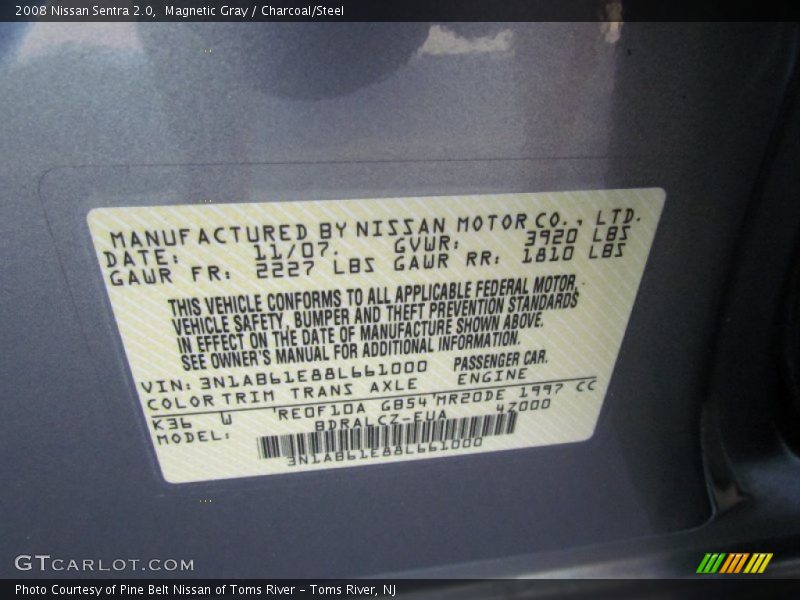 2008 Nissan Sentra 2.0,  Magnetic Gray / Charcoal/Steel
MANUFACTURED BY NISSAN MOTOR CO., LTD.
DATE: 11/07. GVWR: 3920 LBS
GAWR FR: 2227 LBS GAWR RR: 1810 LBS
THIS VEHICLE CONFORMS TO ALL APPLICABLE FEDERAL MOTOR
VEHICLE SAFETY, BUMPER AND THEFT PREVENTION STANDARDS
IN EFFECT ON THE DATE OF MANUFACTURE SHOWN ABOVE.
SEE OWNER'S MANUAL FOR ADDITIONAL INFORMATION.
VIN: 3N1AB61E88L661000 PASSENGER CAR.
COLOR TRIM TRANS AXLE ENGINE
K36 W 'RE0F10A GB54 'MR20DE 1997 CC
MODEL: BDRALCZ-EUA 42000
3N1AB61E88L661000
GTCARLOT.COM
Photo Courtesy of Pine Belt Nissan of Toms River – Toms River, NJ